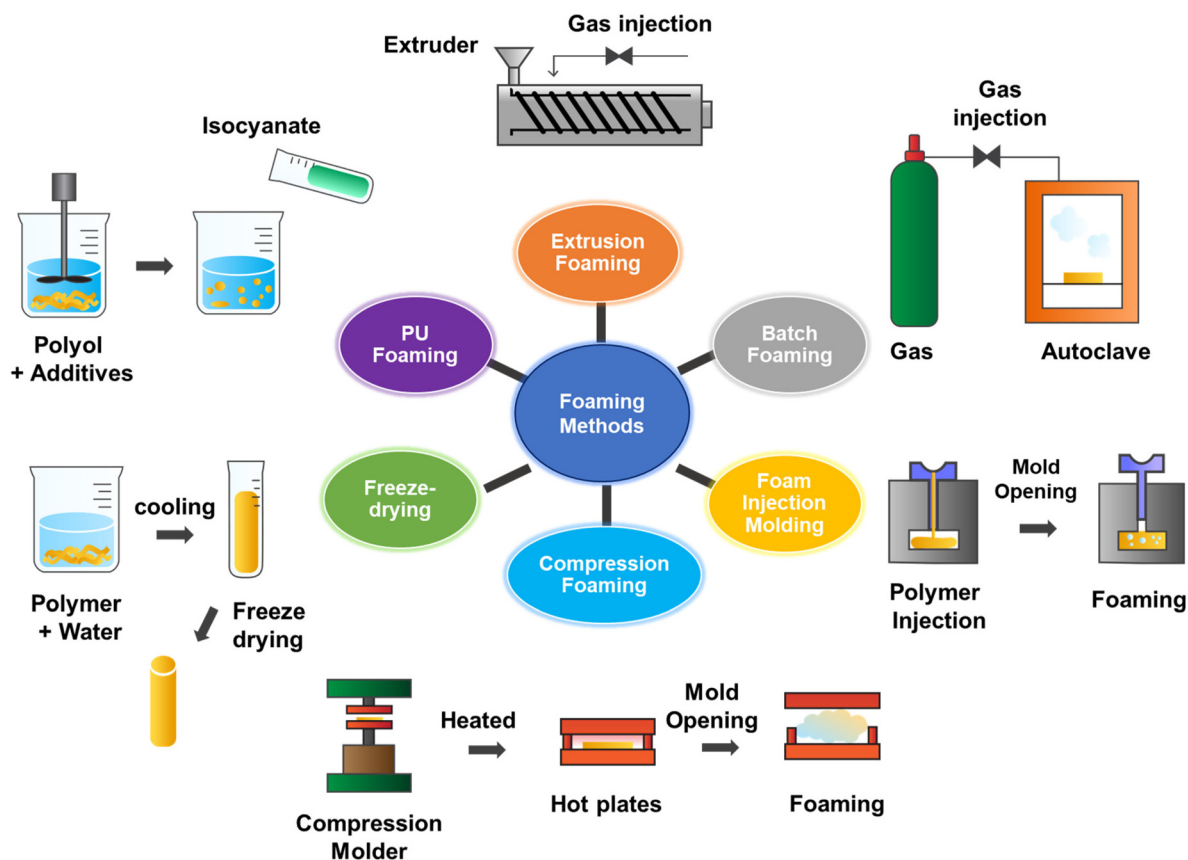 Extruder
Gas injection
Isocyanate
Polyol
+ Additives
Gas
injection
Gas
Autoclave
Extrusion
Foaming
PU
Foaming
Batch
Foaming
Foaming
Methods
Freeze-
drying
Foam
Injection
Molding
Compression
Foaming
cooling
Polymer
+ Water
Freeze
drying
Mold
Opening
Polymer
Injection
Foaming
Compression
Molder
Heated
Hot plates
Mold
Opening
Foaming